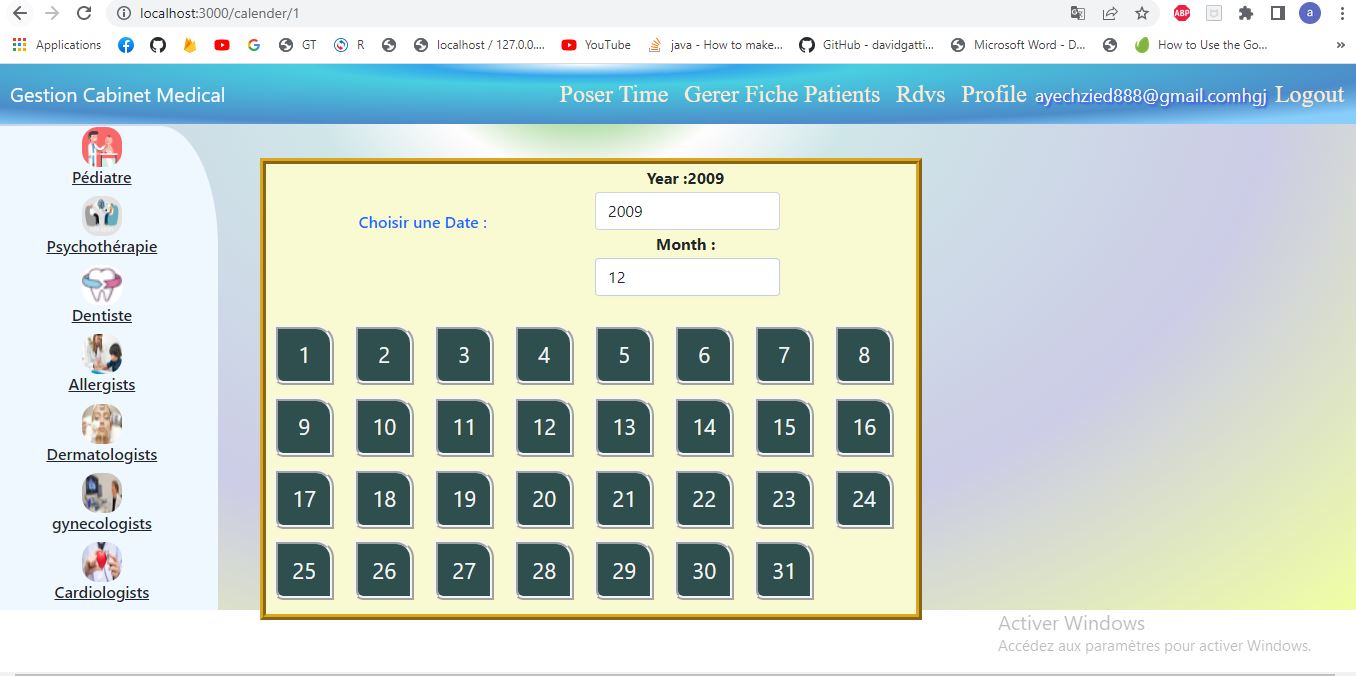 localhost:3000/calender/1
ABP
a
Applications GT R localhost / 127.0.0.... YouTube java - How to make... GitHub - davidgatti... Microsoft Word - D... How to Use the Go... »
Gestion Cabinet Medical Poser Time Gerer Fiche Patients Rdvs Profile ayechzied888@gmail.comhgj Logout
Pédiatre
Psychothérapie
Dentiste
Allergists
Dermatologists
gynecologists
Cardiologists
Year :2009
Choisir une Date :
2009
Month :
12
1 2 3 4 5 6 7 8
9 10 11 12 13 14 15 16
17 18 19 20 21 22 23 24
25 26 27 28 29 30 31
Activer Windows
Accédez aux paramètres pour activer Windows.